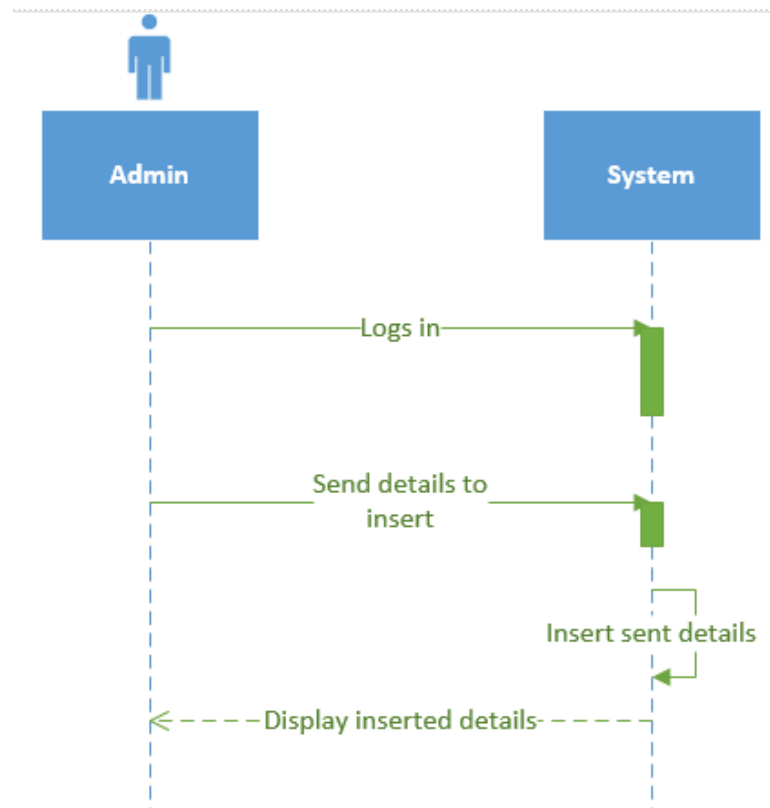 Admin
System
Logs in
Send details to
insert
Insert sent details
Display inserted details